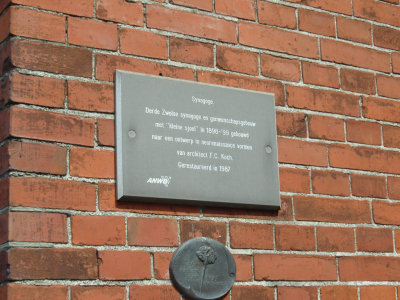 Synagoge
Derde Zwolse synagoge en gemeenschapsgebouw
met "kleine sjoel" in 1898-'99 gebouwd
naar een ontwerp in neorenaissance vormen
van architect F.C. Koch.
Gerestaureerd in 1987
ANWB